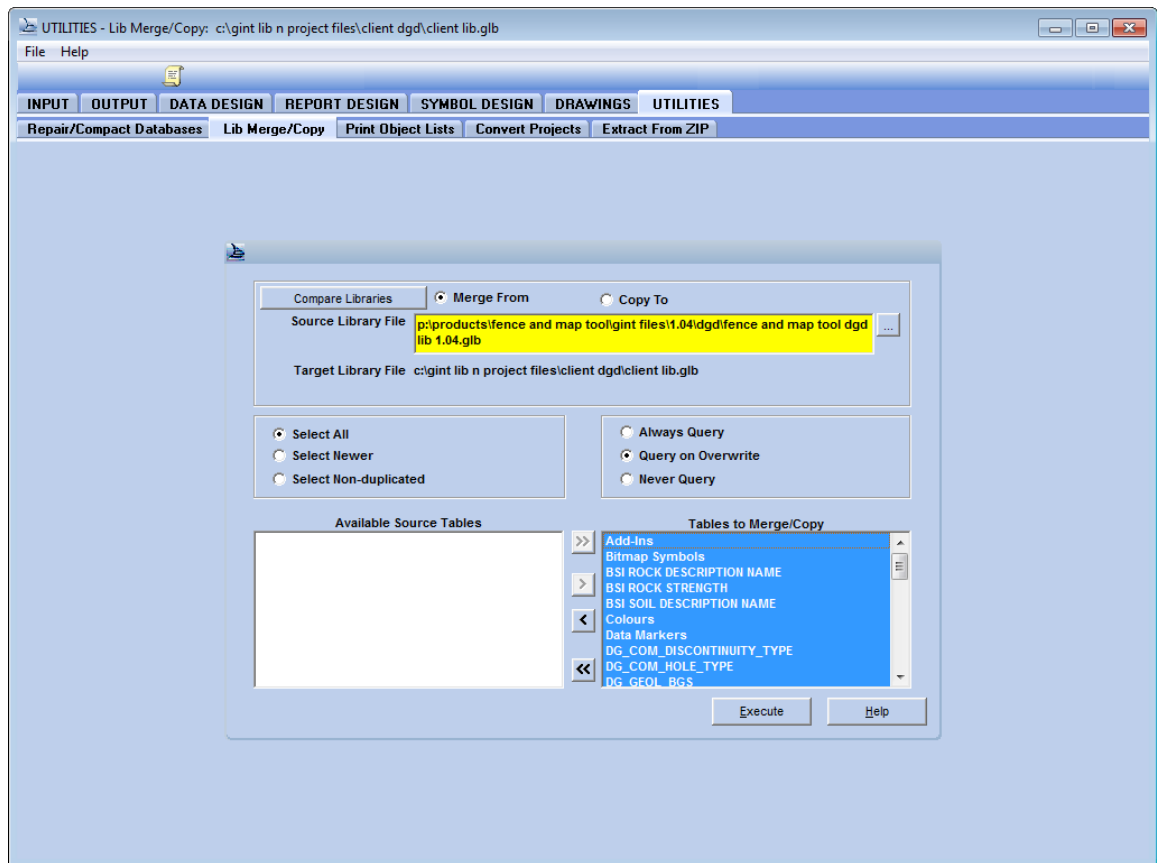 UTILITIES - Lib Merge/Copy: c:\gint lib n project files\client dgd\client lib.glb
File Help
INPUT OUTPUT DATA DESIGN REPORT DESIGN SYMBOL DESIGN DRAWINGS UTILITIES
Repair/Compact Databases Lib Merge/Copy Print Object Lists Convert Projects Extract From ZIP
Compare Libraries Merge From Copy To
Source Library File p:\products\fence and map tool\gint files\1.04\dgd\fence and map tool dgd ...
lib 1.04.glb
Target Library File c:\gint lib n project files\client dgd\client lib.glb
Select All
Select Newer
Select Non-duplicated
Always Query
Query on Overwrite
Never Query
Available Source Tables
Tables to Merge/Copy
>>
>
<
<<
Add-Ins
Bitmap Symbols
BSI ROCK DESCRIPTION NAME
BSI ROCK STRENGTH
BSI SOIL DESCRIPTION NAME
Colours
Data Markers
DG_COM_DISCONTINUITY_TYPE
DG_COM_HOLE_TYPE
DG_GEOL_BGS
Execute Help